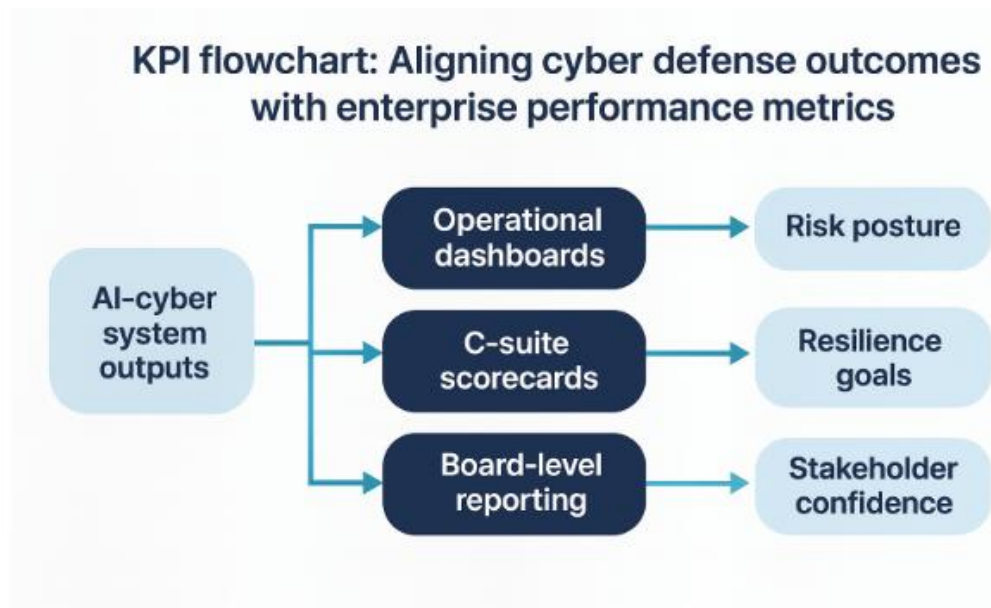 KPI flowchart: Aligning cyber defense outcomes
with enterprise performance metrics
AI-cyber
system
outputs
Operational
dashboards
Risk posture
C-suite
scorecards
Resilience
goals
Board-level
reporting
Stakeholder
confidence